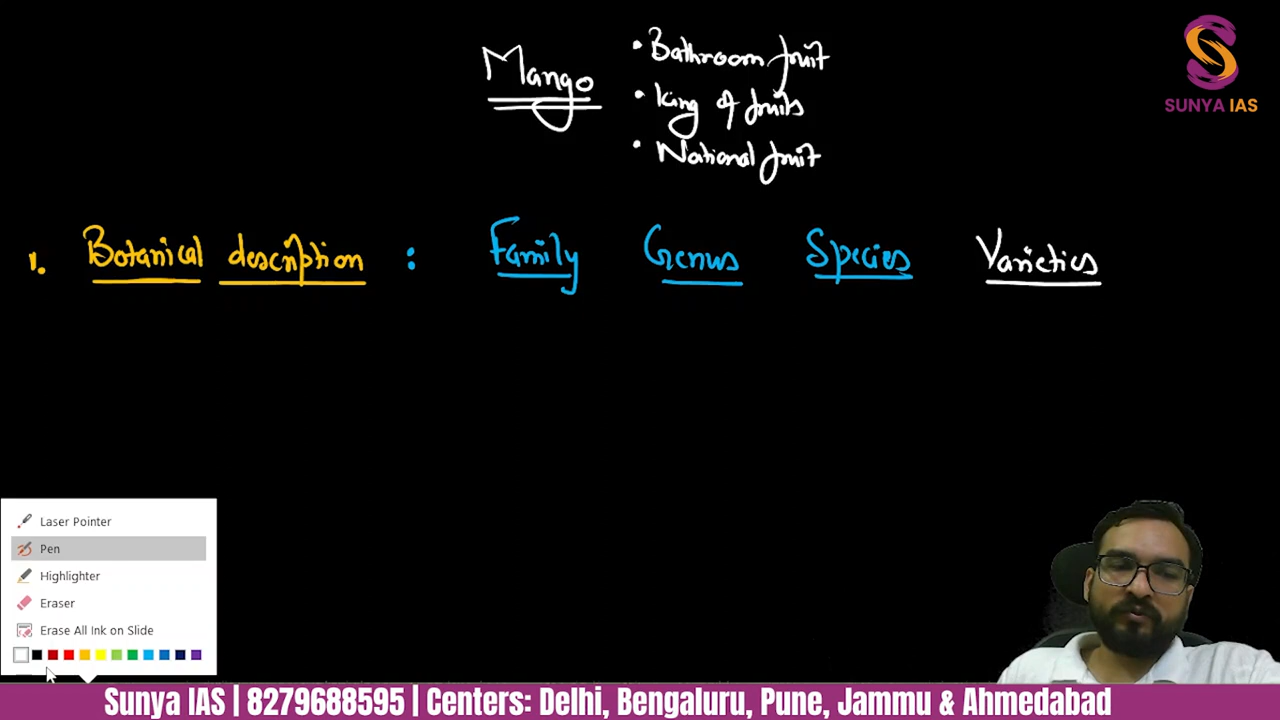 Mango
• Bathroom fruit
• King of fruits
• National fruit
SUNYA IAS
1. Botanical description : Family Genus Species Varieties
Laser Pointer
Pen
Highlighter
Eraser
Erase All Ink on Slide
Sunya IAS | 8279688595 | Centers: Delhi, Bengaluru, Pune, Jammu & Ahmedabad